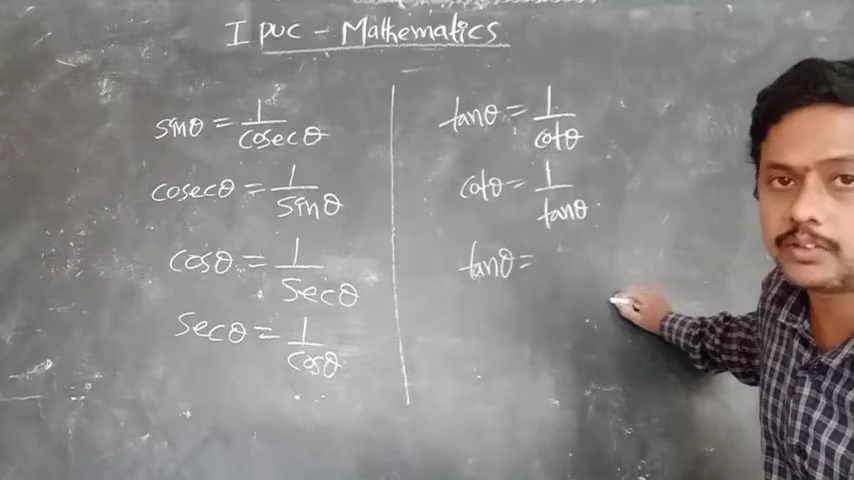 I PUC - Mathematics
sinθ = 1/cosecθ
cosecθ = 1/sinθ
cosθ = 1/secθ
secθ = 1/cosθ
tanθ = 1/cotθ
cotθ = 1/tanθ
tanθ =